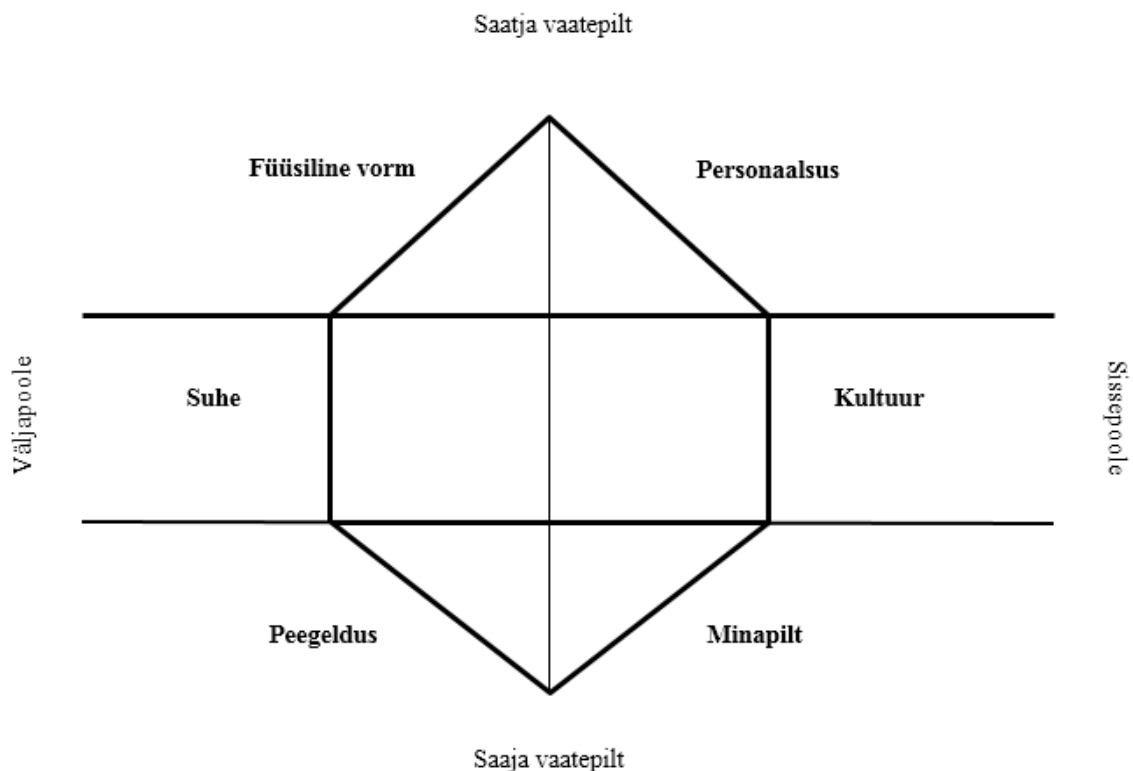 Saatja vaatepilt
Füüsiline vorm
Personaalsus
Väljapoole
Suhe
Kultuur
Sissepoole
Peegeldus
Minapilt
Saaja vaatepilt